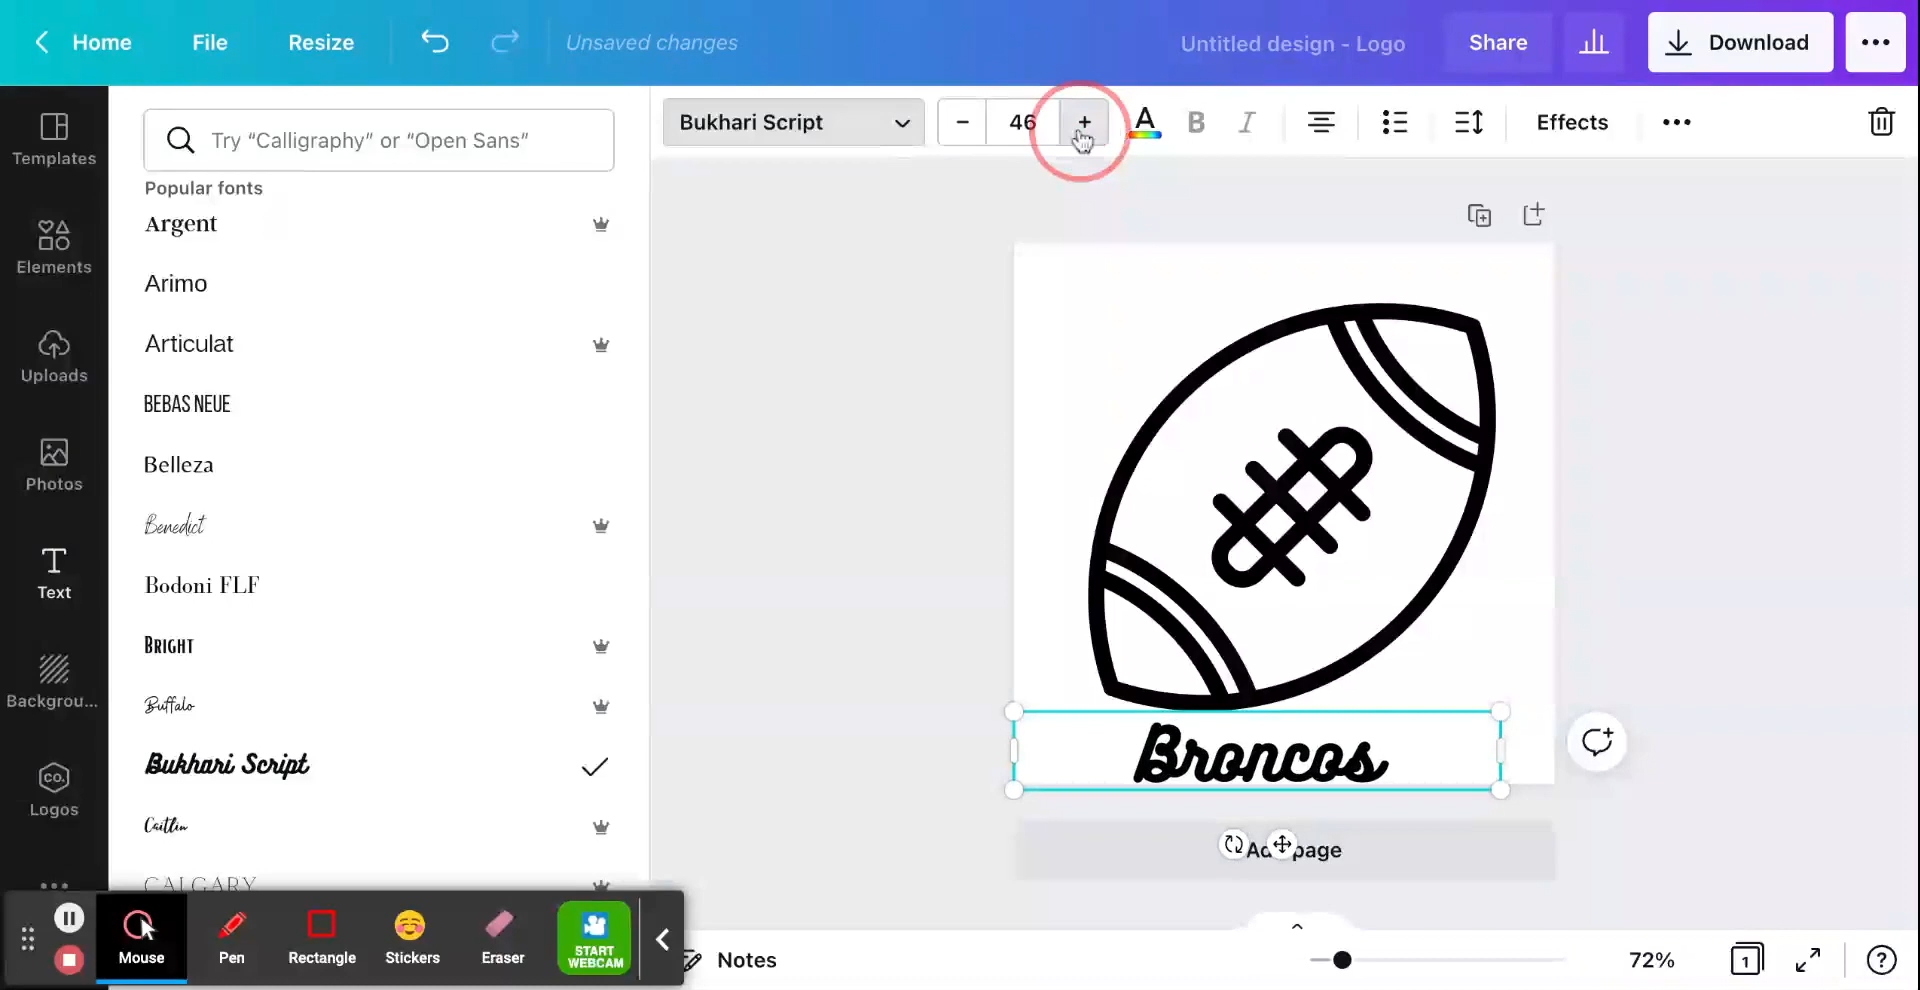 Home File Resize Unsaved changes Untitled design - Logo Share Download
Templates
Elements
Uploads
Photos
Text
Backgrou...
Logos
Try “Calligraphy” or “Open Sans”
Popular fonts
Argent
Arimo
Articulat
BEBAS NEUE
Belleza
Benedict
Bodoni FLF
BRIGHT
Buffalo
Bukhari Script
Caitlin
CALGARY
Bukhari Script - 46 + A B I Effects
Broncos
page
Mouse
Pen
Rectangle
Stickers
Eraser
START
WEBCAM
Notes
72%
1
?
CO.